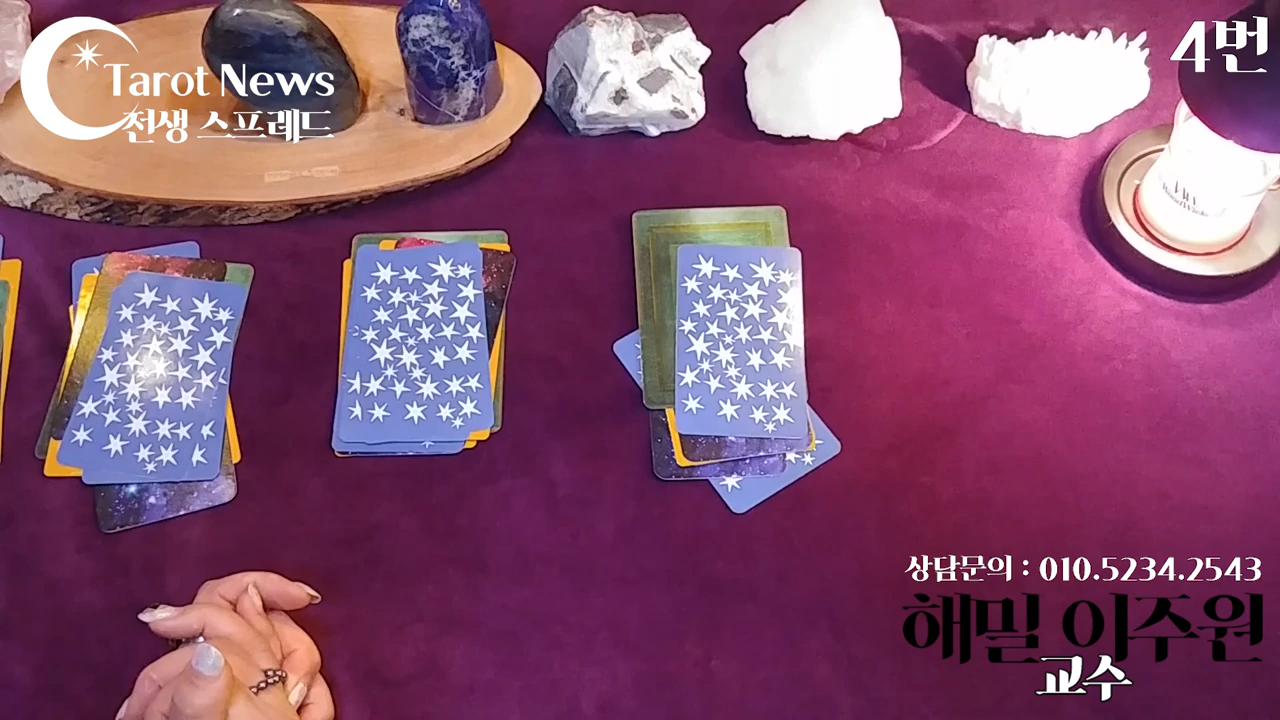 Tarot News
전생 스프레드
4번
상담문의 : 010.5234.2543
해밀 이주원
교수